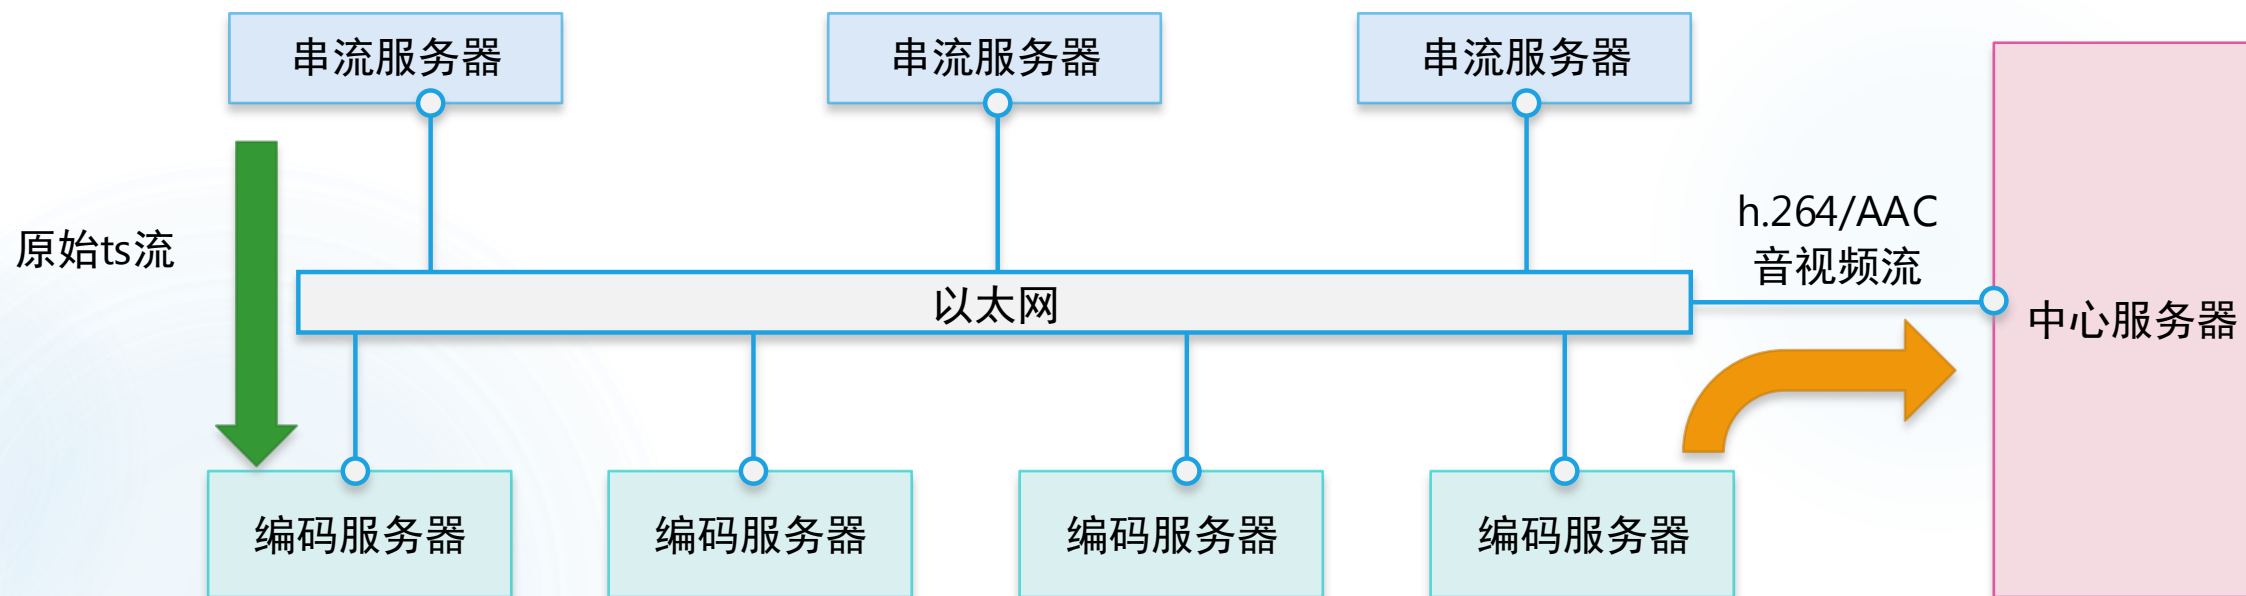 串流服务器
串流服务器
串流服务器
原始ts流
h.264/AAC
音视频流
以太网
中心服务器
编码服务器
编码服务器
编码服务器
编码服务器